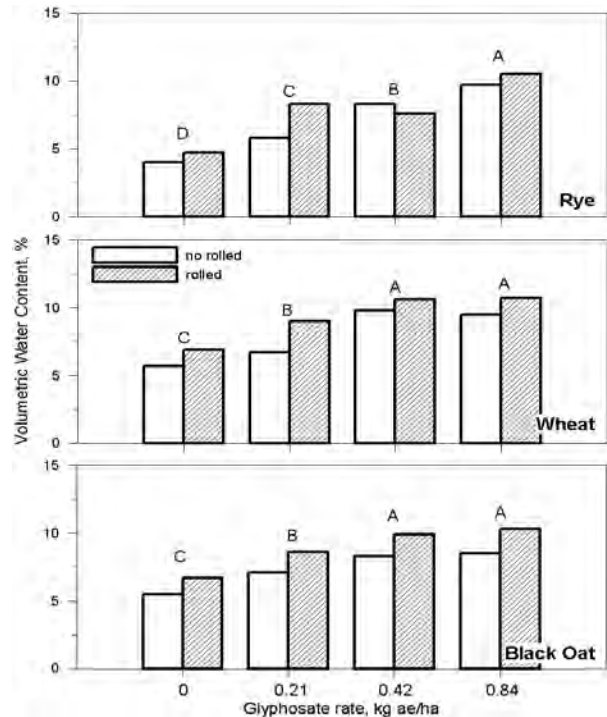 15
10
5
0
D
C
B
A
Rye
15
10
5
0
no rolled
rolled
C
B
A
A
Wheat
Volumetric Water Content, %
15
10
5
0
C
B
A
A
Black Oat
0 0.21 0.42 0.84
Glyphosate rate, kg ae/ha